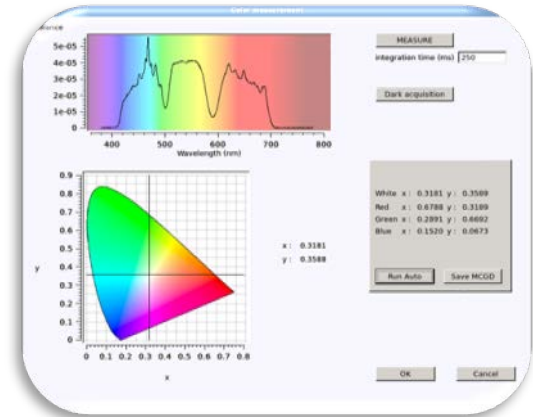 Color measurement
MEASURE
integration time (ms) 250
Dark acquisition
5e-05
4e-05
3e-05
2e-05
1e-05
0
400 500 600 700 800
Wavelength (nm)
0.9
0.8
0.7
0.6
0.5
0.4
0.3
0.2
0.1
0
y
0 0.1 0.2 0.3 0.4 0.5 0.6 0.7 0.8
x
x : 0.3181
y : 0.3588
White x : 0.3181 y : 0.3589
Red x : 0.6788 y : 0.3189
Green x : 0.2891 y : 0.6692
Blue x : 0.1520 y : 0.0673
Run Auto Save MCGD
OK Cancel